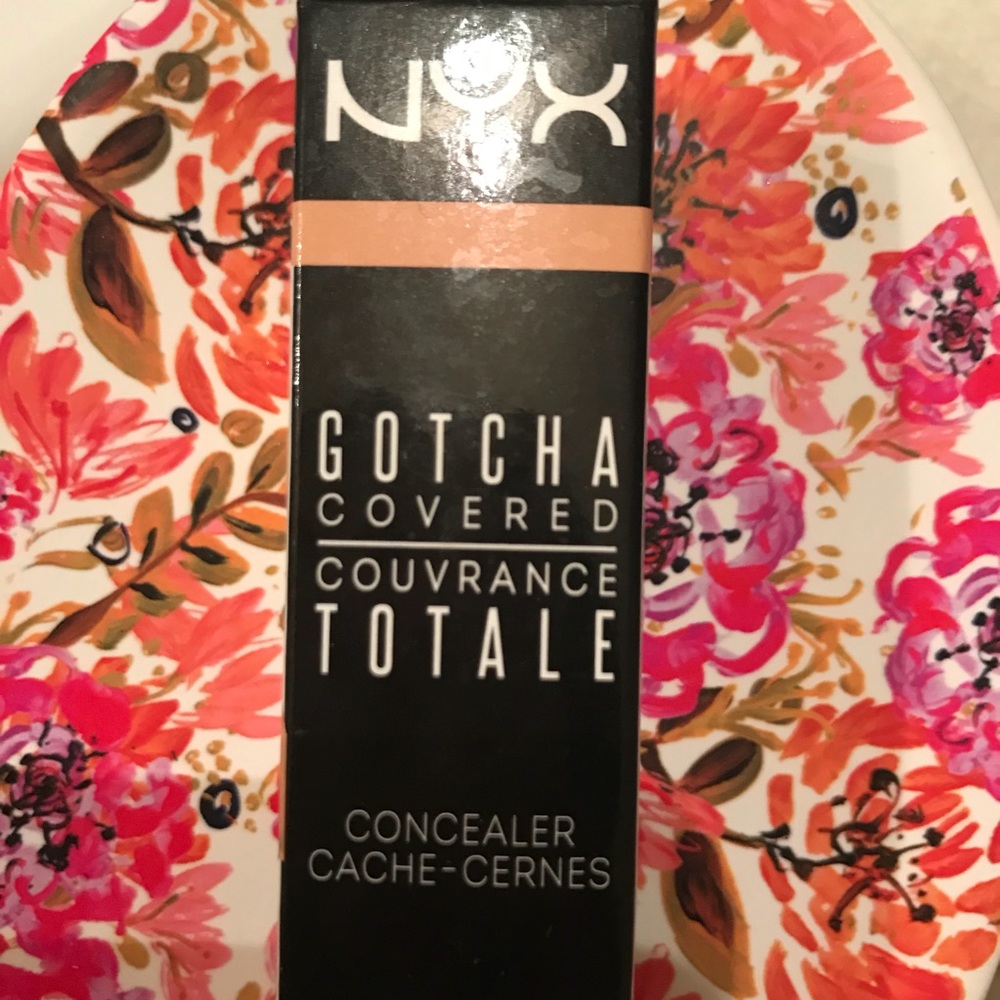 NYX
GOTCHA
COVERED
COUVRANCE
TOTALE
CONCEALER
CACHE-CERNES